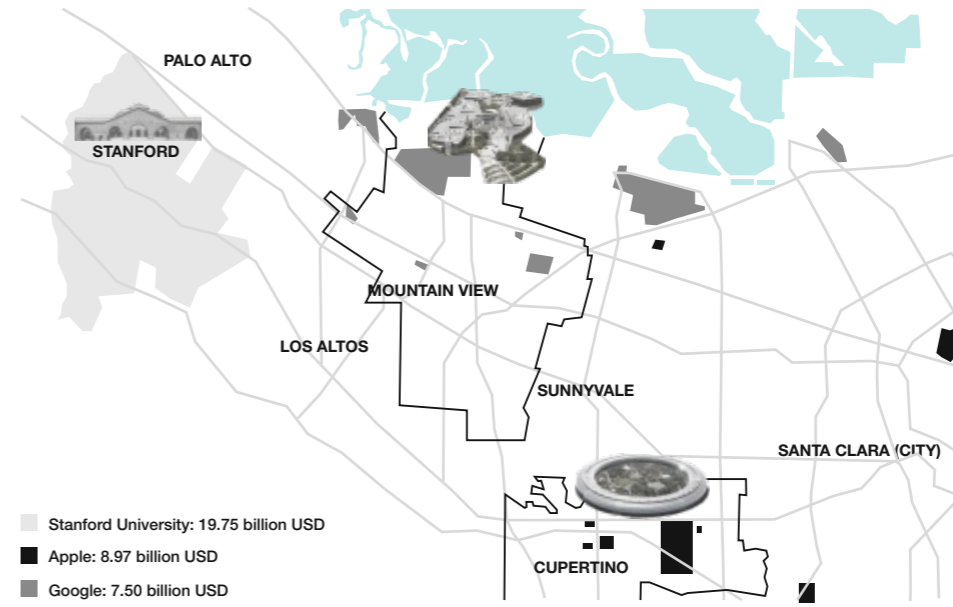 PALO ALTO
STANFORD
MOUNTAIN VIEW
LOS ALTOS
SUNNYVALE
SANTA CLARA (CITY)
Stanford University: 19.75 billion USD
Apple: 8.97 billion USD
CUPERTINO
Google: 7.50 billion USD